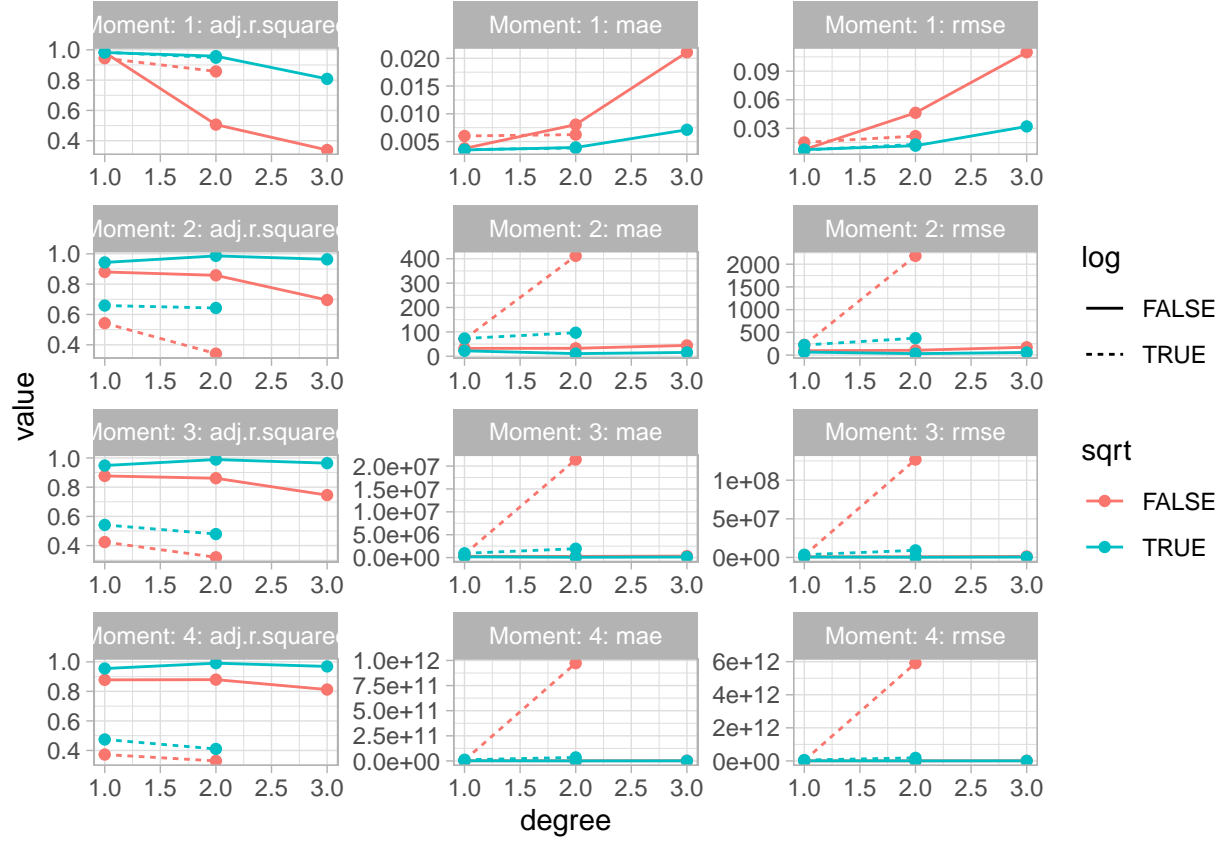 Moment: 1: adj.r.squared
Moment: 1: mae
Moment: 1: rmse
1.0
0.8
0.6
0.4
0.020
0.015
0.010
0.005
0.09
0.06
0.03
1.0 1.5 2.0 2.5 3.0
1.0 1.5 2.0 2.5 3.0
1.0 1.5 2.0 2.5 3.0
Moment: 2: adj.r.squared
Moment: 2: mae
Moment: 2: rmse
1.0
0.8
0.6
0.4
400
300
200
100
0
2000
1500
1000
500
0
1.0 1.5 2.0 2.5 3.0
1.0 1.5 2.0 2.5 3.0
1.0 1.5 2.0 2.5 3.0
Moment: 3: adj.r.squared
Moment: 3: mae
Moment: 3: rmse
1.0
0.8
0.6
0.4
2.0e+07
1.5e+07
1.0e+07
5.0e+06
0.0e+00
1e+08
5e+07
0e+00
1.0 1.5 2.0 2.5 3.0
1.0 1.5 2.0 2.5 3.0
1.0 1.5 2.0 2.5 3.0
Moment: 4: adj.r.squared
Moment: 4: mae
Moment: 4: rmse
1.0
0.8
0.6
0.4
1.0e+12
7.5e+11
5.0e+11
2.5e+11
0.0e+00
6e+12
4e+12
2e+12
0e+00
1.0 1.5 2.0 2.5 3.0
1.0 1.5 2.0 2.5 3.0
1.0 1.5 2.0 2.5 3.0
value
degree
log
FALSE
TRUE
sqrt
FALSE
TRUE